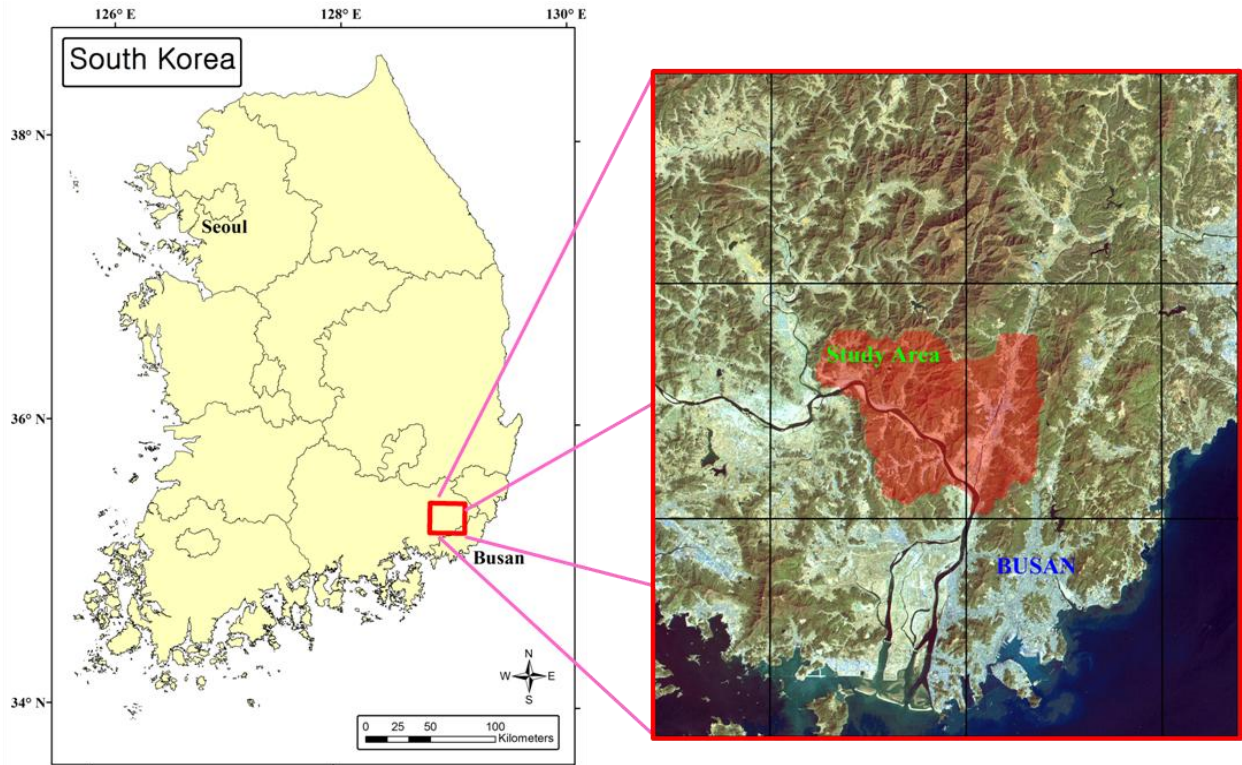 126° E
128° E
130° E
South Korea
38° N
Seoul
Study Area
36° N
Busan
BUSAN
N
W
E
S
34° N
0 25 50 100
Kilometers